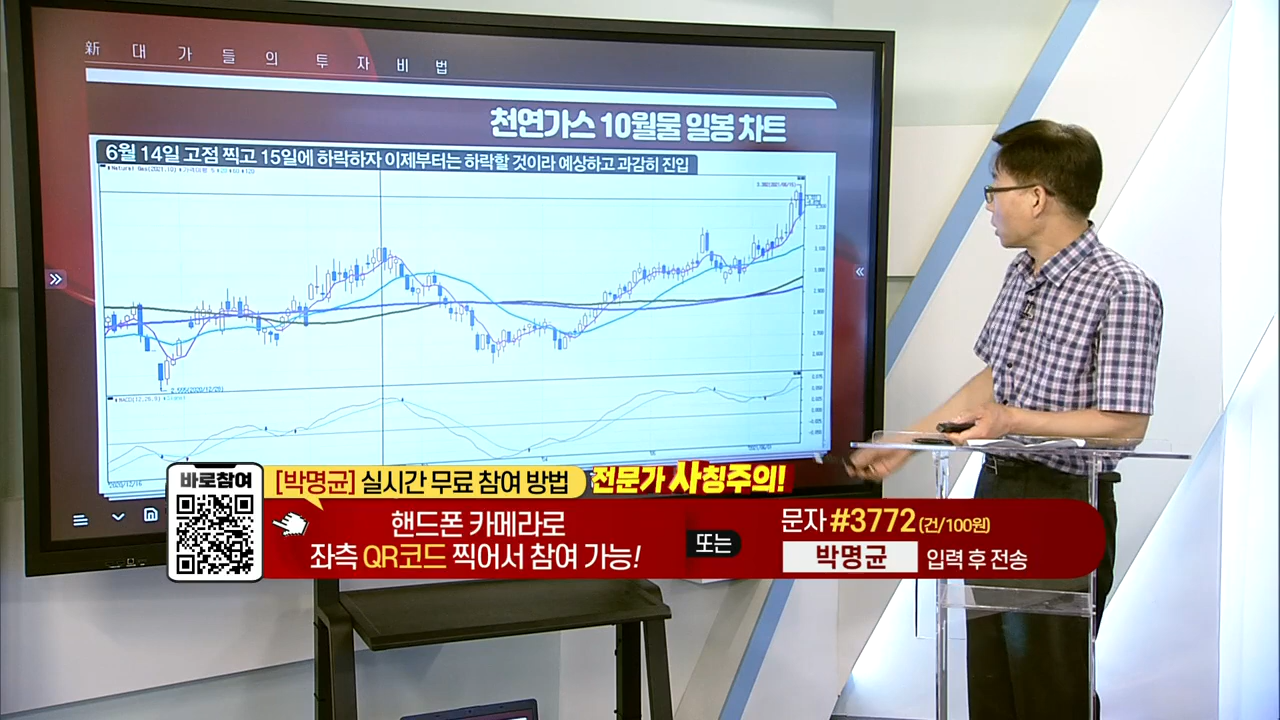 新 대 가 들 의 투 자 비 법
천연가스 10월물 일봉 차트
6월 14일 고점 찍고 15일에 하락하자 이제부터는 하락할 것이라 예상하고 과감히 진입
바로참여
[박명균] 실시간 무료 참여 방법
전문가 사칭주의!
핸드폰 카메라로
좌측 QR코드 찍어서 참여 가능!
또는
문자 #3772 (건/100원)
박명균 입력 후 전송